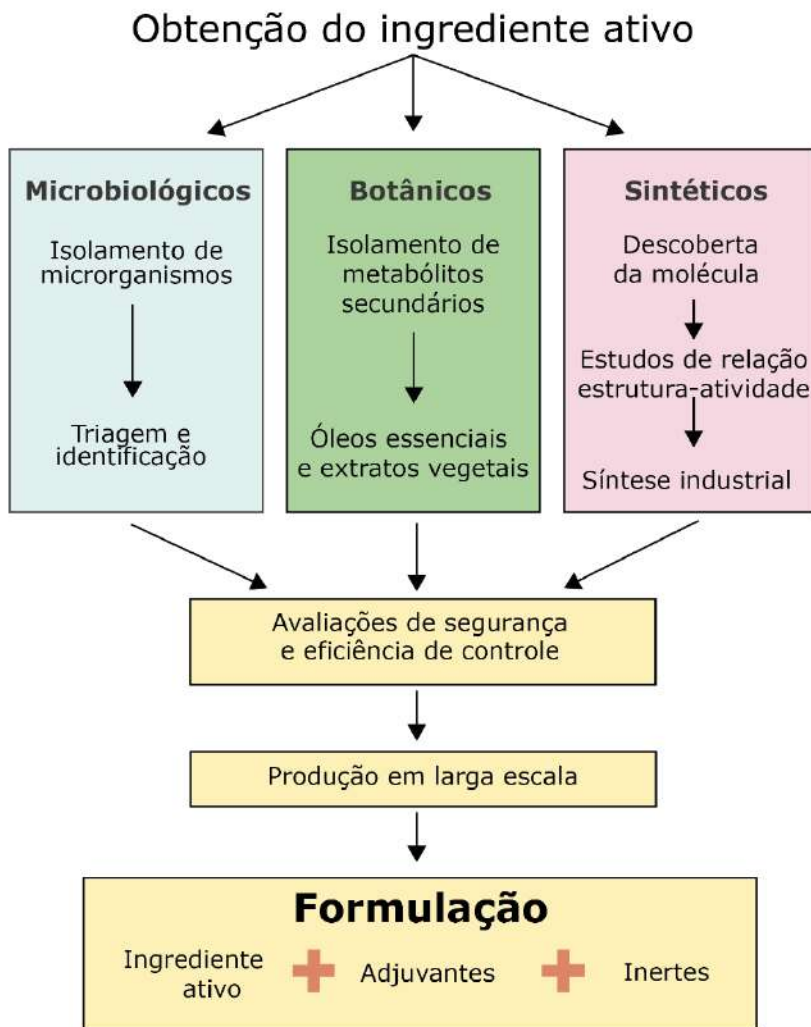 Obtenção do ingrediente ativo
Microbiológicos
Isolamento de
microrganismos
Triagem e
identificação
Botânicos
Isolamento de
metabólitos
secundários
Óleos essenciais
e extratos vegetais
Sintéticos
Descoberta
da molécula
Estudos de relação
estrutura-atividade
Síntese industrial
Avaliações de segurança
e eficiência de controle
Produção em larga escala
Formulação
Ingrediente
ativo
Adjuvantes
Inertes